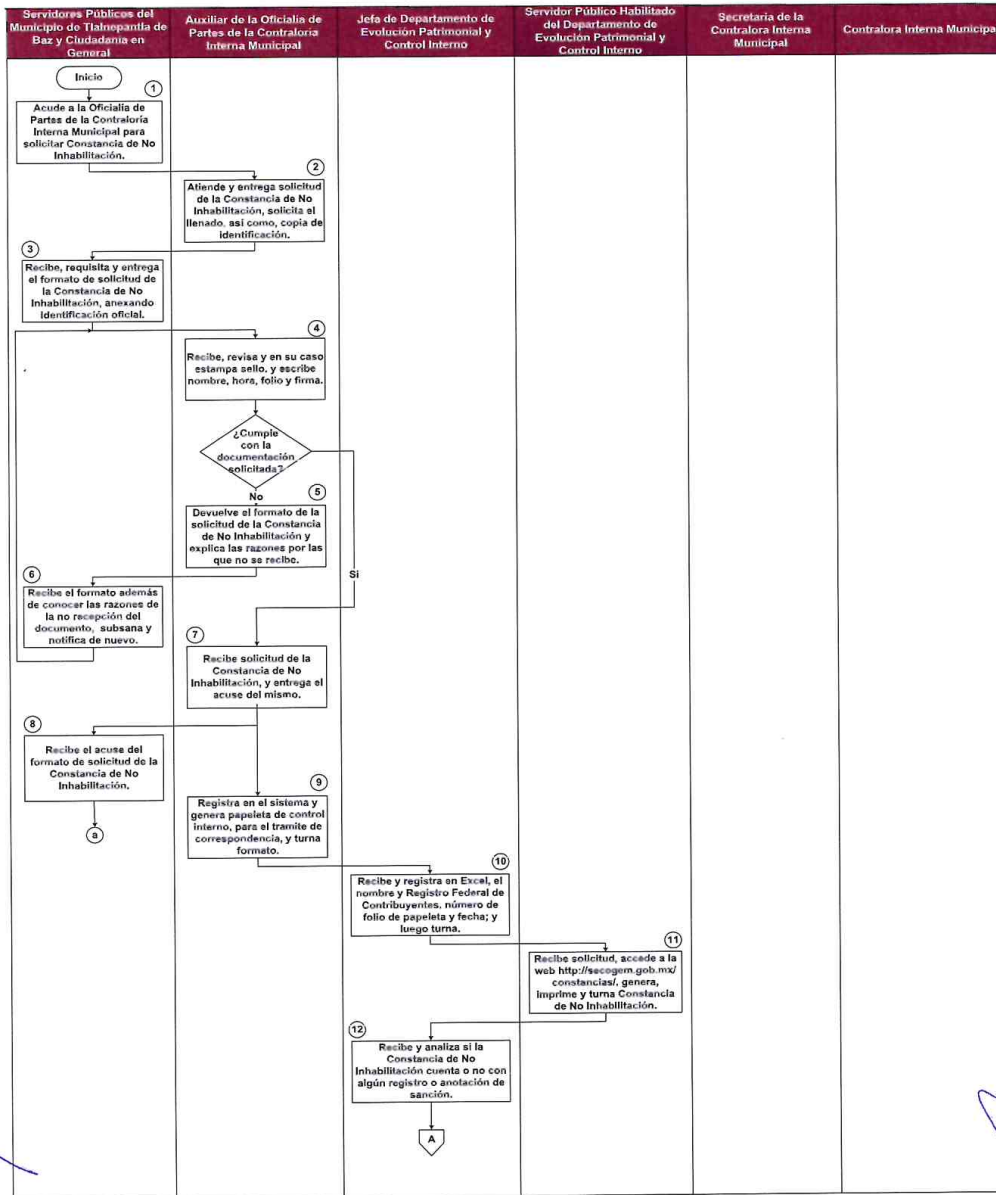 Servidores Públicos del
Municipio de Tlalnepantla de
Baz y Ciudadanía en
General
Auxiliar de la Oficialía de
Partes de la Contraloría
Interna Municipal
Jefa de Departamento de
Evolución Patrimonial y
Control Interno
Servidor Público Habilitado
del Departamento de
Evolución Patrimonial y
Control Interno
Secretaria de la
Contralora Interna
Municipal
Contralora Interna Municipa
Inicio
1
Acude a la Oficialía de
Partes de la Contraloría
Interna Municipal para
solicitar Constancia de No
Inhabilitación.
2
Atiende y entrega solicitud
de la Constancia de No
Inhabilitación, solicita el
llenado, así como, copia de
identificación.
3
Recibe, requisita y entrega
el formato de solicitud de
la Constancia de No
Inhabilitación, anexando
identificación oficial.
4
Recibe, revisa y en su caso
estampa sello, y escribe
nombre, hora, folio y firma.
¿Cumple
con la
documentación
solicitada?
No
5
Devuelve el formato de la
solicitud de la Constancia
de No Inhabilitación y
explica las razones por las
que no se recibe.
Si
6
Recibe el formato además
de conocer las razones de
la no recepción del
documento, subsana y
notifica de nuevo.
7
Recibe solicitud de la
Constancia de No
Inhabilitación, y entrega el
acuse del mismo.
8
Recibe el acuse del
formato de solicitud de la
Constancia de No
Inhabilitación.
a
9
Registra en el sistema y
genera papeleta de control
interno, para el tramite de
correspondencia, y turna
formato.
10
Recibe y registra en Excel, el
nombre y Registro Federal de
Contribuyentes, número de
folio de papeleta y fecha; y
luego turna.
11
Recibe solicitud, accede a la
web http://secogem.gob.mx/
constancias/, genera,
imprime y turna Constancia
de No Inhabilitación.
12
Recibe y analiza si la
Constancia de No
Inhabilitación cuenta o no con
algún registro o anotación de
sanción.
A